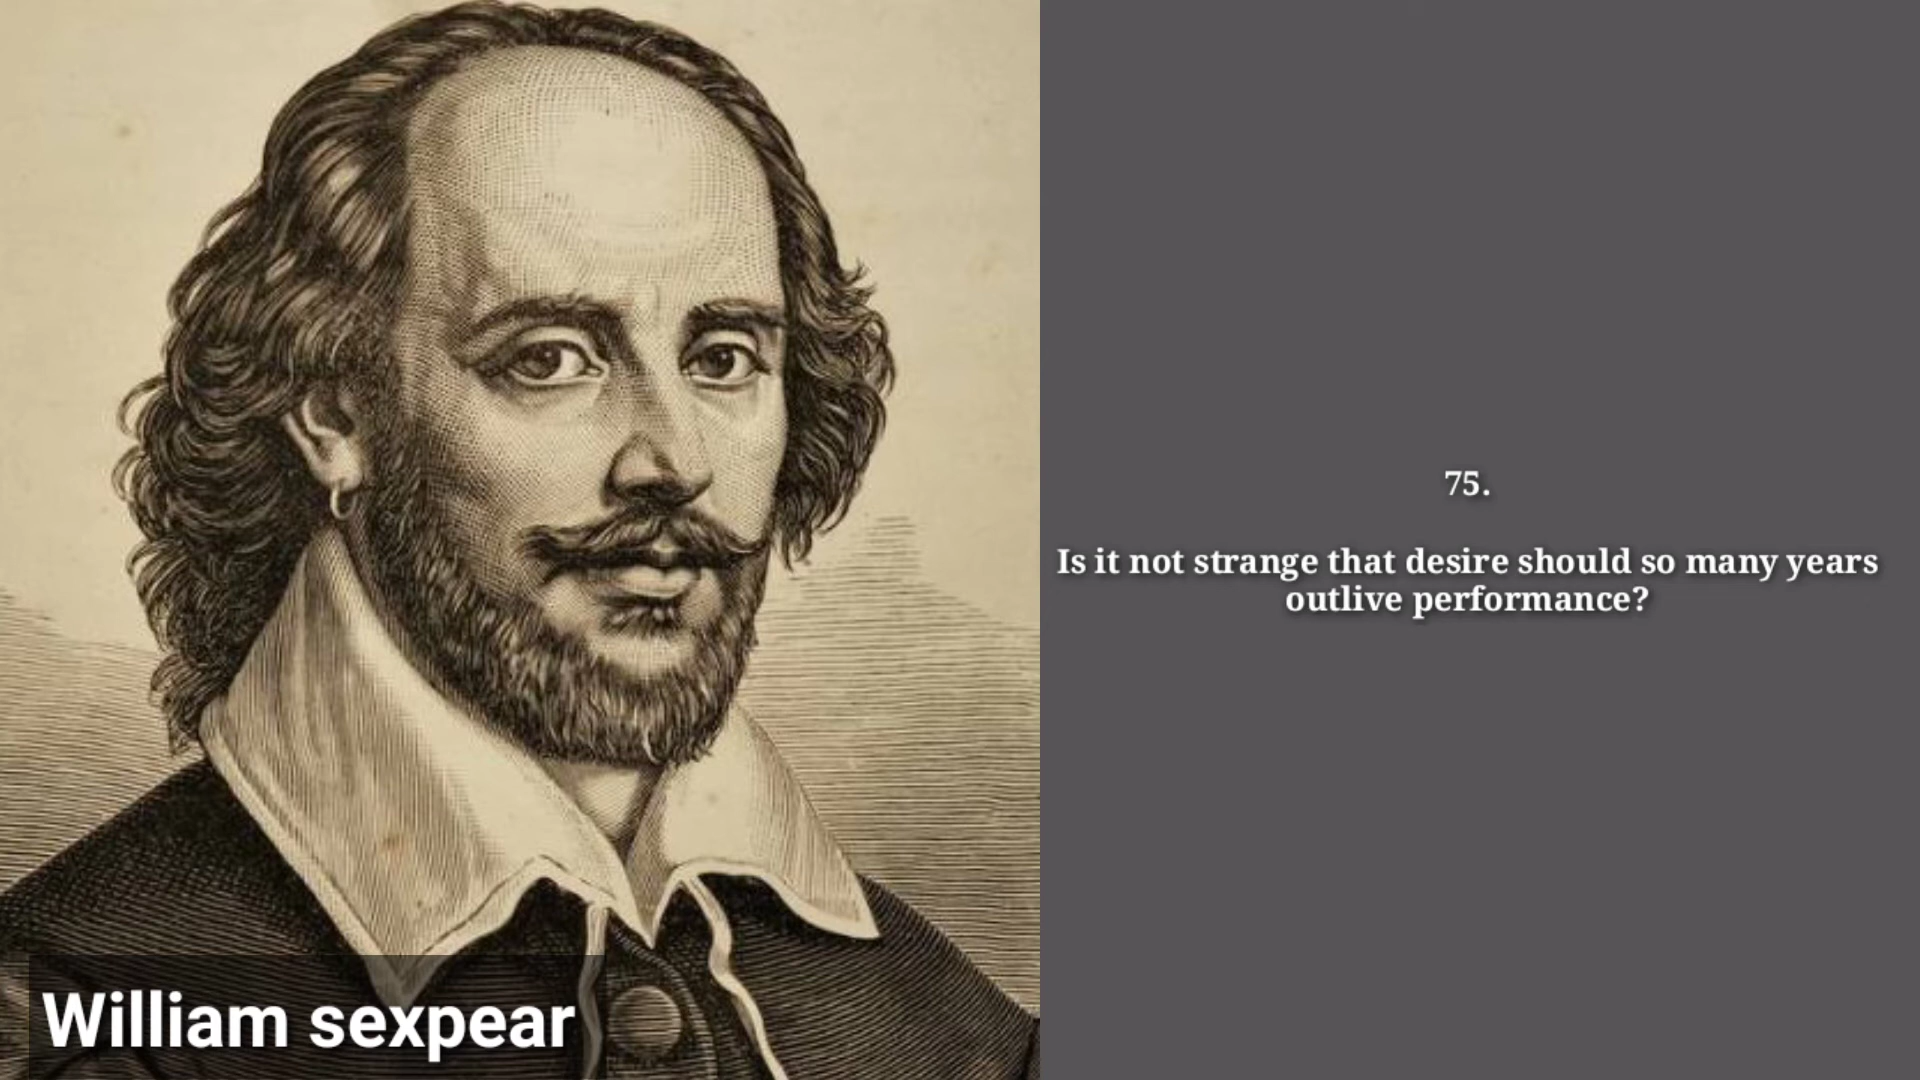 William sexpear
75.
Is it not strange that desire should so many years
outlive performance?